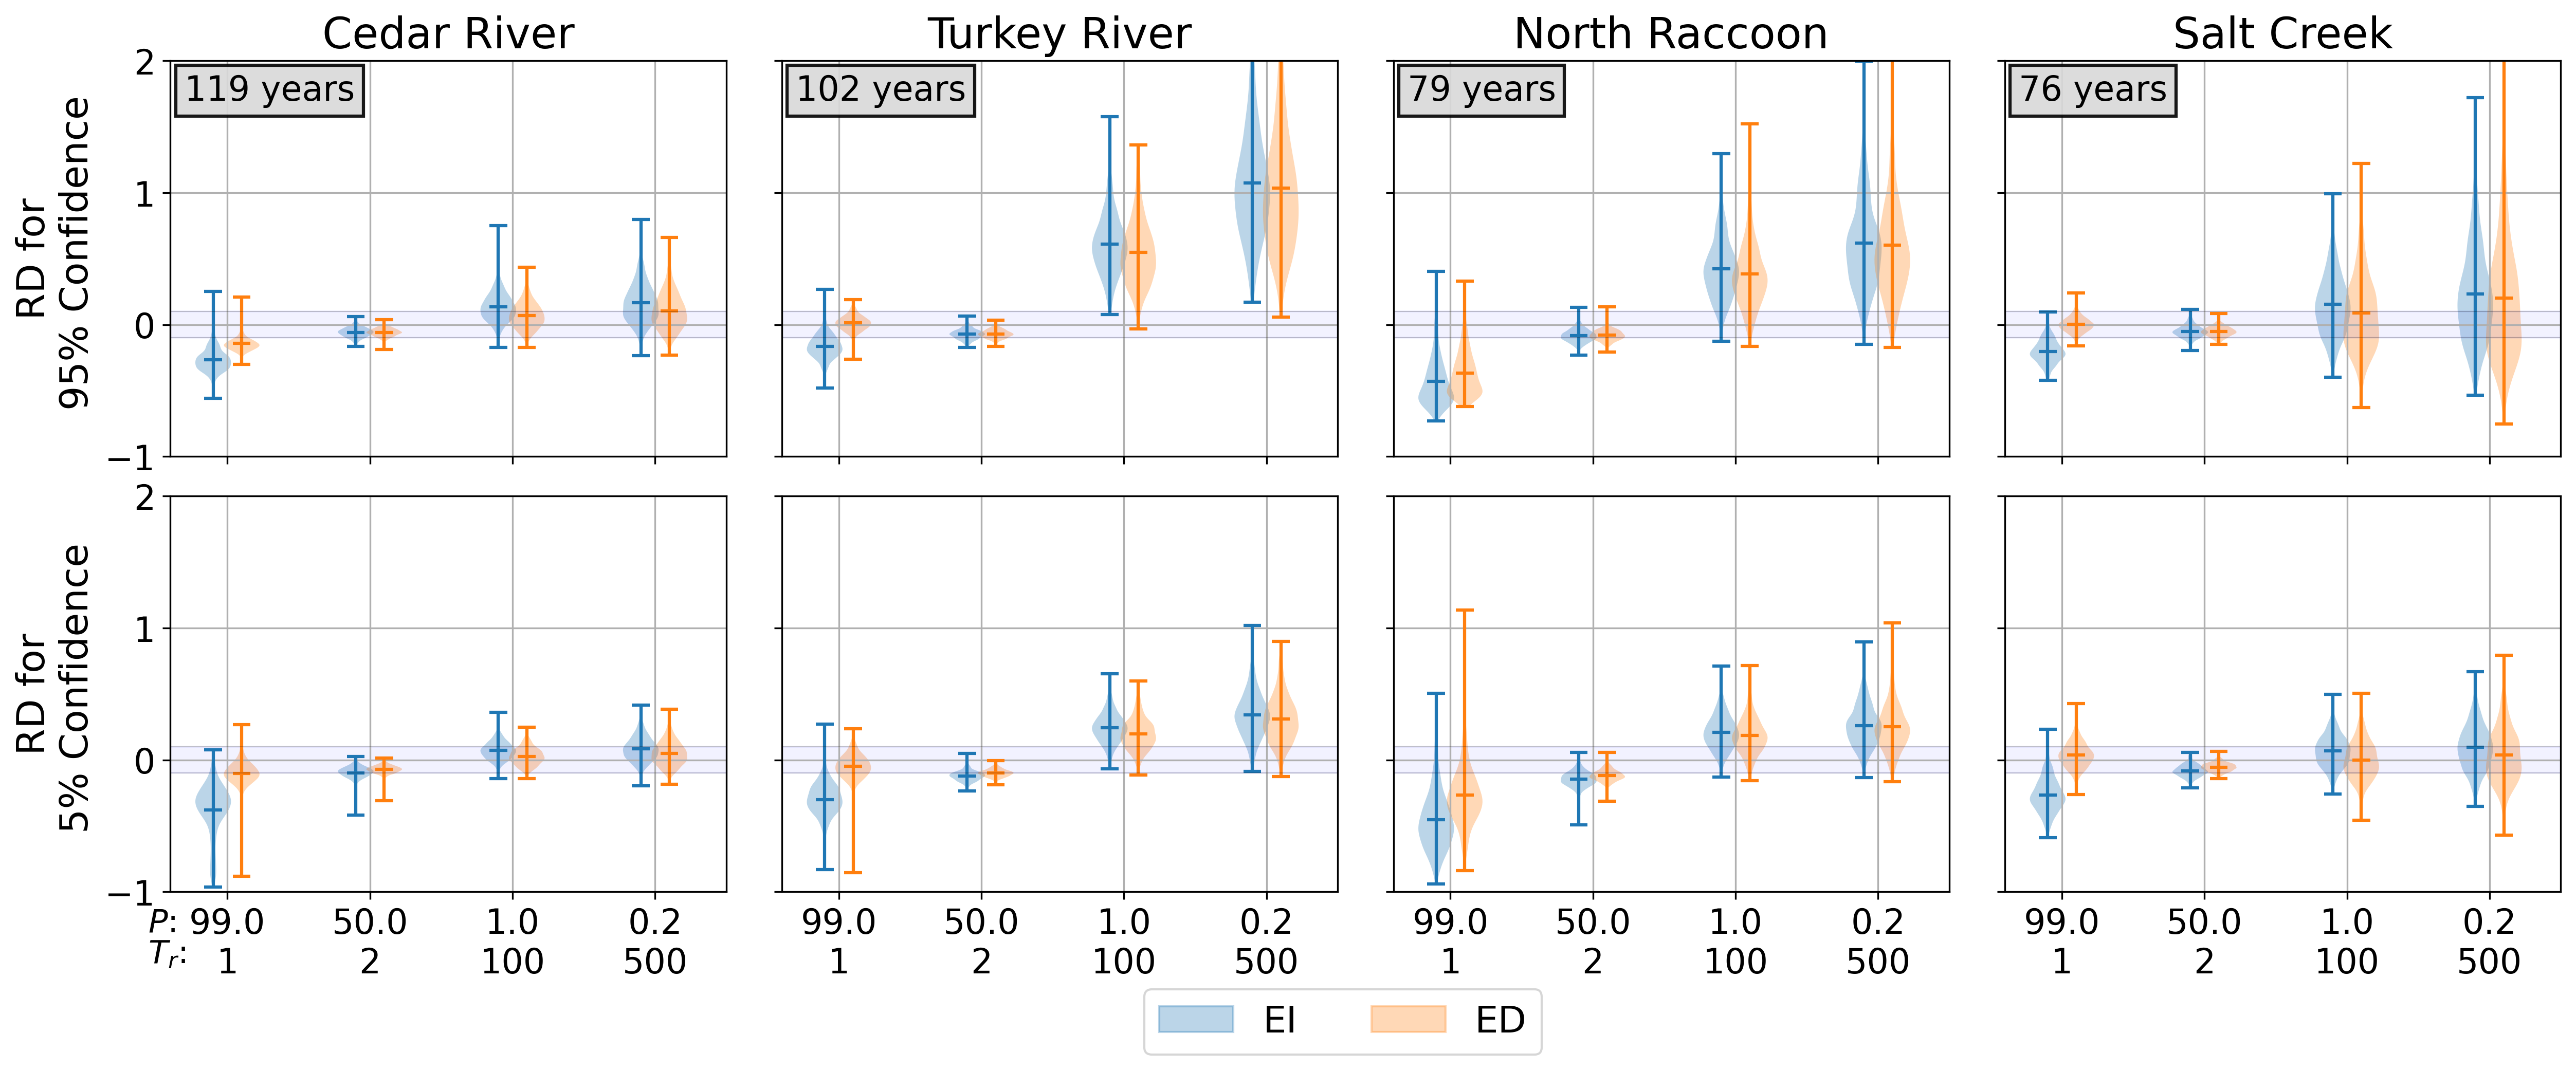 Cedar River Turkey River North Raccoon Salt Creek
119 years 102 years 79 years 76 years
RD for
95% Confidence
2
1
0
−1
RD for
5% Confidence
2
1
0
−1
P: 99.0 50.0 1.0 0.2 99.0 50.0 1.0 0.2 99.0 50.0 1.0 0.2 99.0 50.0 1.0 0.2
Tr: 1 2 100 500 1 2 100 500 1 2 100 500 1 2 100 500
EI ED